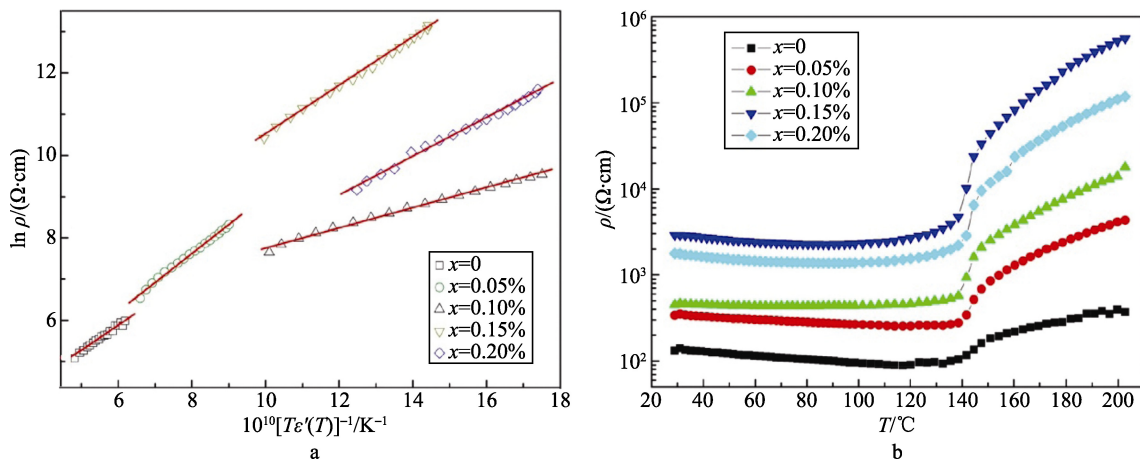 ln ρ/(Ω·cm)
12
10
8
6
x=0
x=0.05%
x=0.10%
x=0.15%
x=0.20%
6 8 10 12 14 16 18
10¹⁰[Tε′(T)]⁻¹/K⁻¹
a
ρ/(Ω·cm)
10⁶
10⁵
10⁴
10³
10²
x=0
x=0.05%
x=0.10%
x=0.15%
x=0.20%
20 40 60 80 100 120 140 160 180 200
T/℃
b